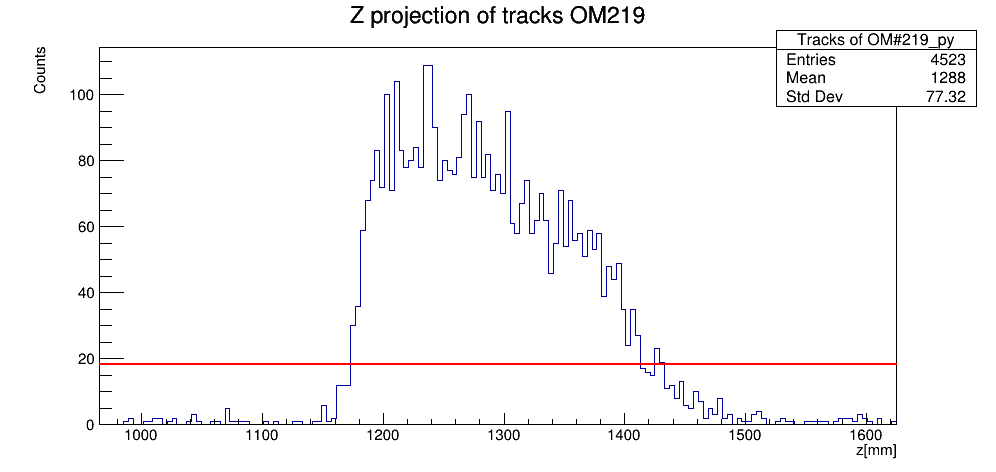 Z projection of tracks OM219
Tracks of OM#219_py
Entries 4523
Mean 1288
Std Dev 77.32
Counts
100
80
60
40
20
0
1000 1100 1200 1300 1400 1500 1600
z[mm]